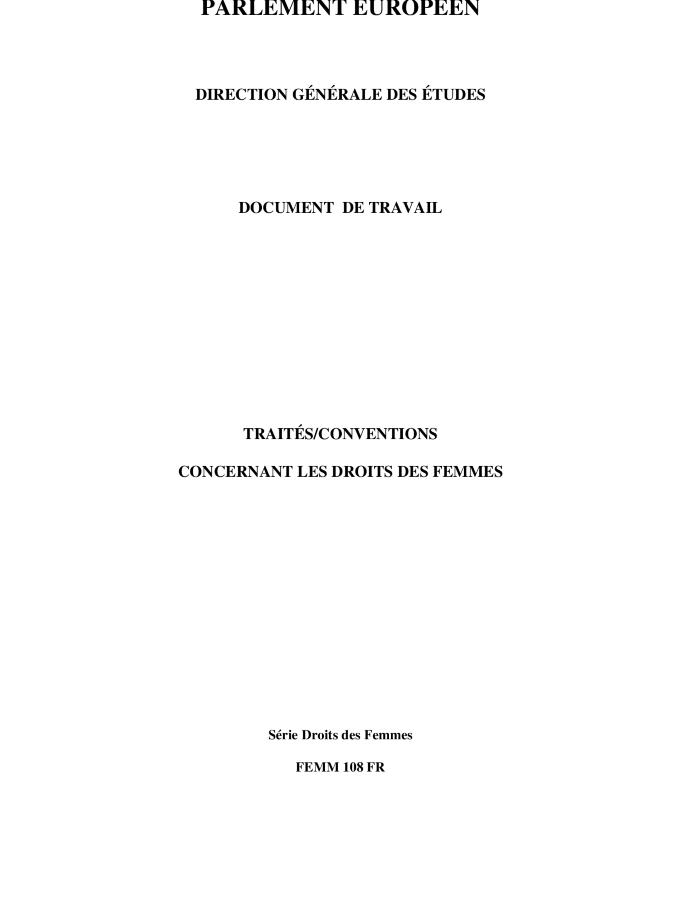 PARLEMENT EUROPÉEN
DIRECTION GÉNÉRALE DES ÉTUDES
DOCUMENT DE TRAVAIL
TRAITÉS/CONVENTIONS
CONCERNANT LES DROITS DES FEMMES
Série Droits des Femmes
FEMM 108 FR